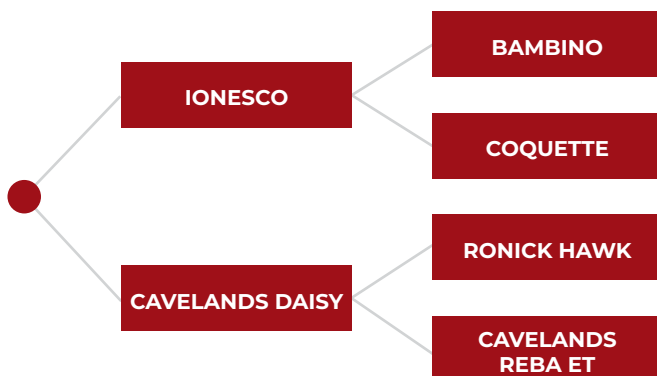 BAMBINO
IONESCO
COQUETTE
RONICK HAWK
CAVELANDS DAISY
CAVELANDS
REBA ET